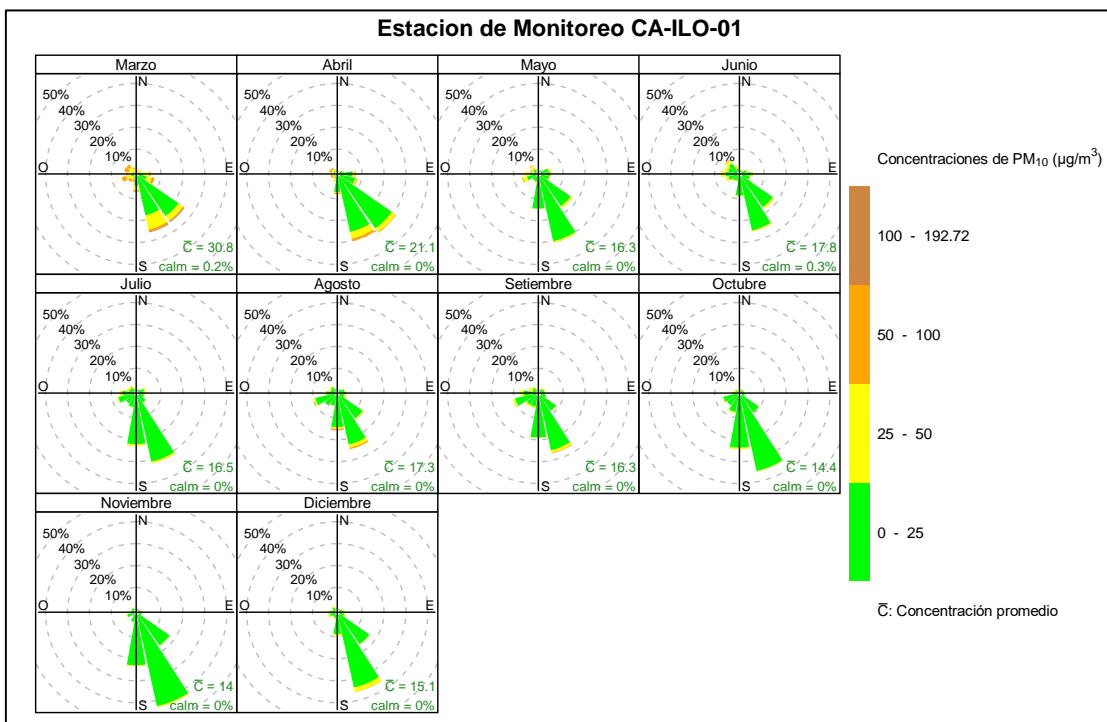 Estacion de Monitoreo CA-ILO-01
Marzo
N
50%
40%
30%
20%
10%
O
E
S
C̅ = 30.8
calm = 0.2%
Abril
N
50%
40%
30%
20%
10%
O
E
S
C̅ = 21.1
calm = 0%
Mayo
N
50%
40%
30%
20%
10%
O
E
S
C̅ = 16.3
calm = 0%
Junio
N
50%
40%
30%
20%
10%
O
E
S
C̅ = 17.8
calm = 0.3%
Julio
N
50%
40%
30%
20%
10%
O
E
S
C̅ = 16.5
calm = 0%
Agosto
N
50%
40%
30%
20%
10%
O
E
S
C̅ = 17.3
calm = 0%
Setiembre
N
50%
40%
30%
20%
10%
O
E
S
C̅ = 16.3
calm = 0%
Octubre
N
50%
40%
30%
20%
10%
O
E
S
C̅ = 14.4
calm = 0%
Noviembre
N
50%
40%
30%
20%
10%
O
E
S
C̅ = 14
calm = 0%
Diciembre
N
50%
40%
30%
20%
10%
O
E
S
C̅ = 15.1
calm = 0%
Concentraciones de PM₁₀ (µg/m³)
100 - 192.72
50 - 100
25 - 50
0 - 25
C̅: Concentración promedio